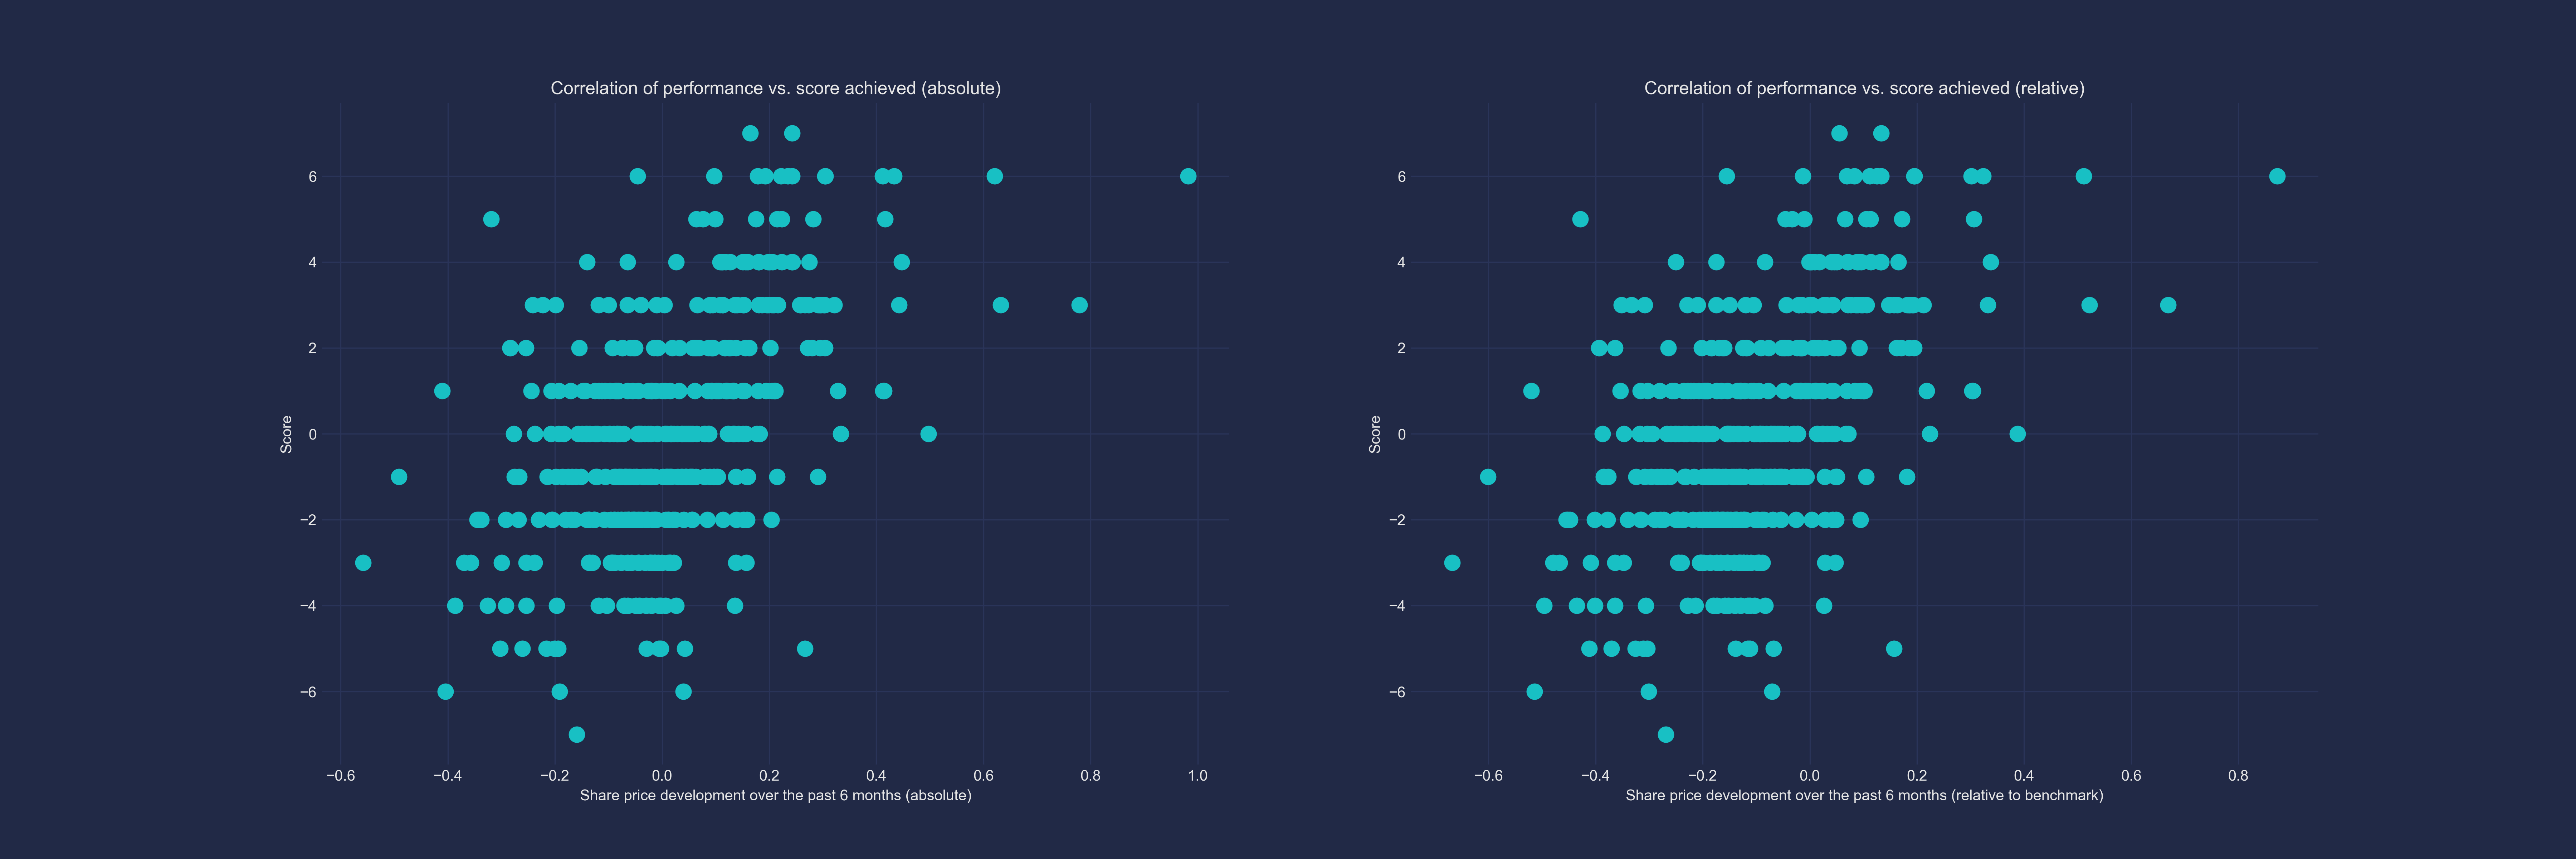 Correlation of performance vs. score achieved (absolute)
6
4
2
0
−2
−4
−6
Score
−0.6 −0.4 −0.2 0.0 0.2 0.4 0.6 0.8 1.0
Share price development over the past 6 months (absolute)
Correlation of performance vs. score achieved (relative)
6
4
2
0
−2
−4
−6
Score
−0.6 −0.4 −0.2 0.0 0.2 0.4 0.6 0.8
Share price development over the past 6 months (relative to benchmark)